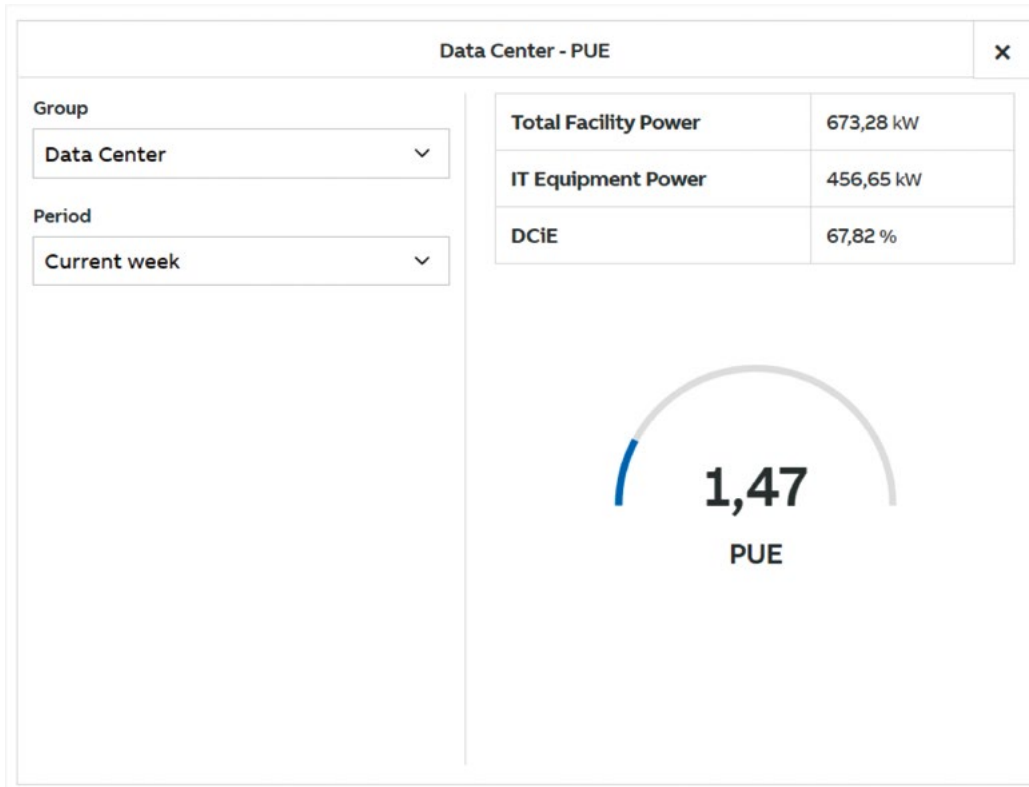 Data Center - PUE
Group
Data Center
Period
Current week
Total Facility Power 673,28 kW
IT Equipment Power 456,65 kW
DCiE 67,82 %
1,47
PUE